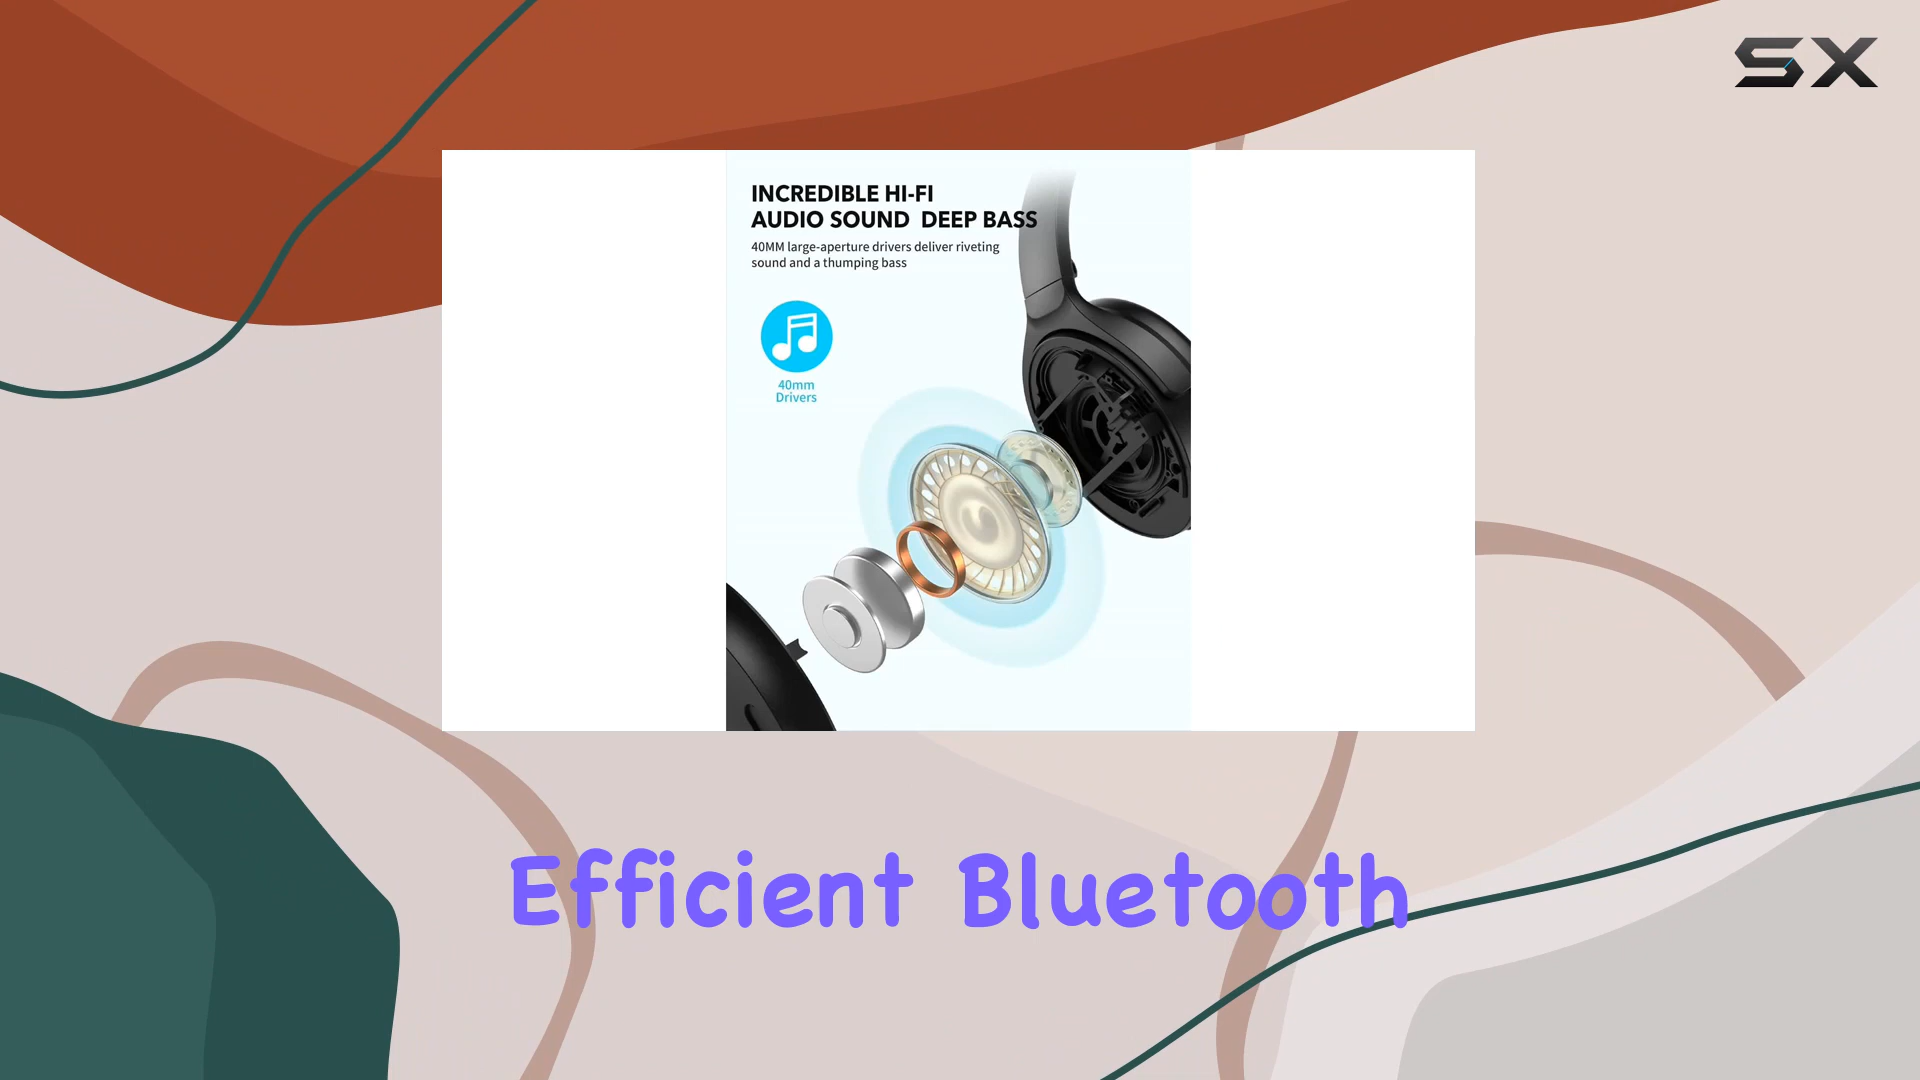 SX
INCREDIBLE HI-FI
AUDIO SOUND DEEP BASS
40MM large-aperture drivers deliver riveting
sound and a thumping bass
40mm
Drivers
Efficient Bluetooth